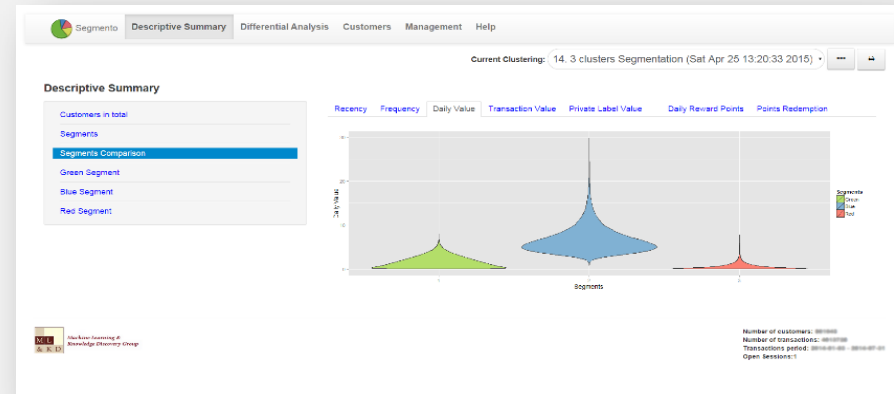 Segmento Descriptive Summary Differential Analysis Customers Management Help
Current Clustering: 14. 3 clusters Segmentation (Sat Apr 25 13:20:33 2015)
Descriptive Summary
Customers in total
Segments
Segments Comparison
Green Segment
Blue Segment
Red Segment
Recency Frequency Daily Value Transaction Value Private Label Value Daily Reward Points Points Redemption
Daily Value
Segments
Segments
Green
Blue
Red
M L & K D
Machine Learning &
Knowledge Discovery Group
Number of customers:
Number of transactions:
Transactions period:
Open Sessions:1